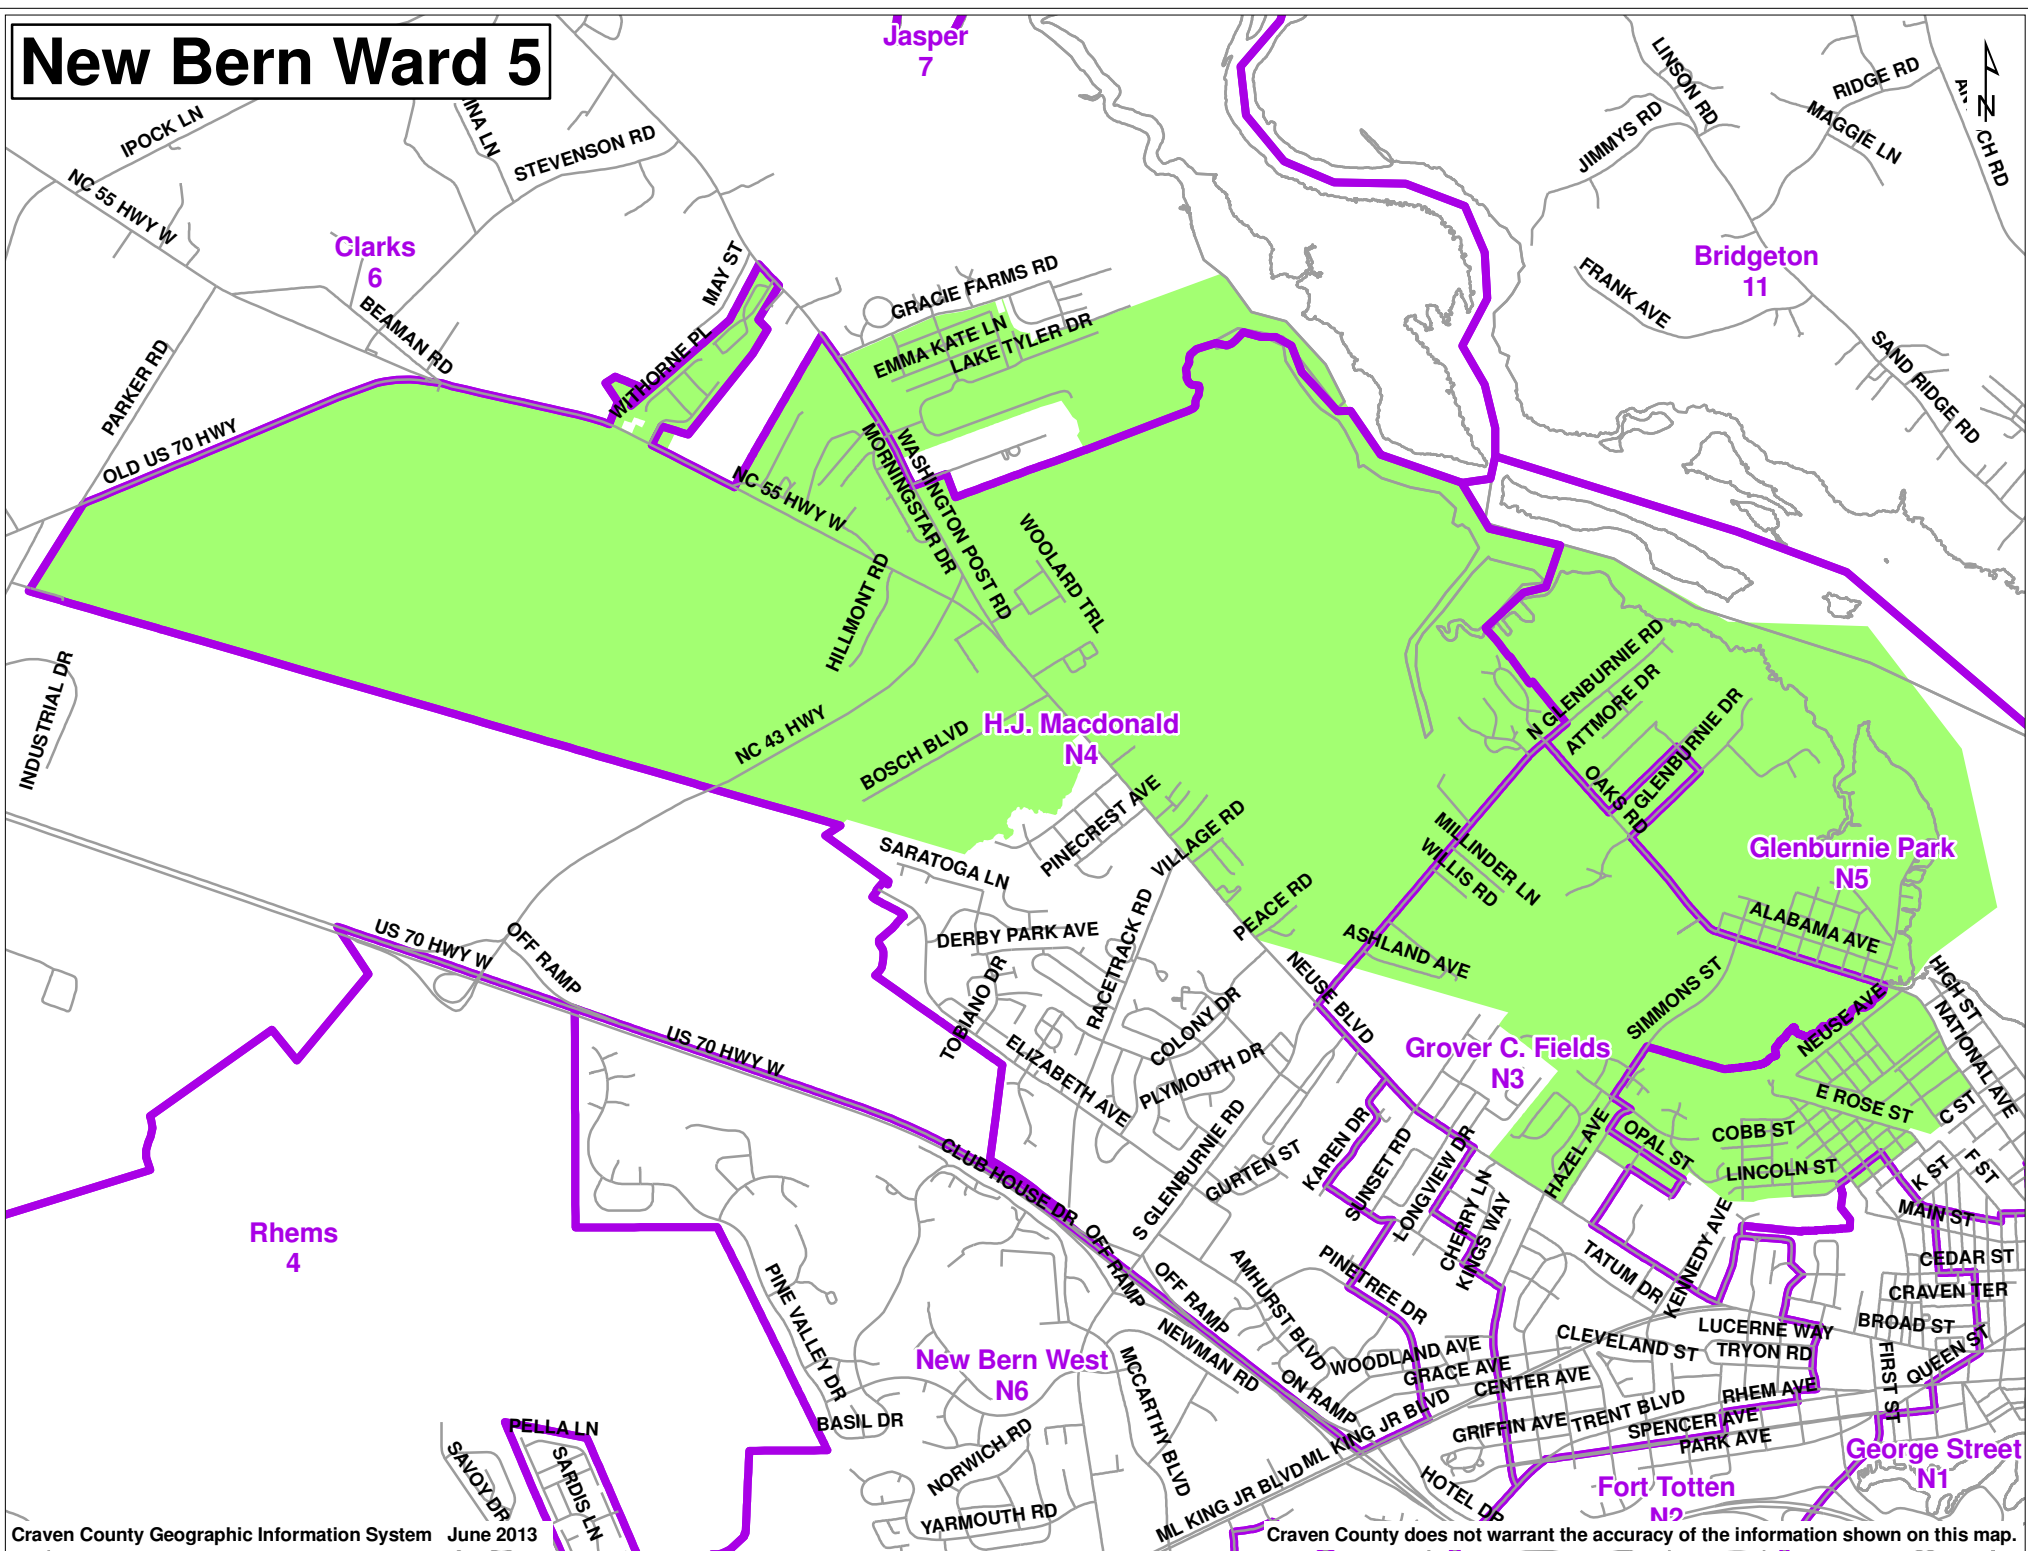 New Bern Ward 5
Jasper
7
LINSON RD
RIDGE RD
MAGGIE LN
JIMMYS RD
N
CH RD
IPOCK LN
INA LN
STEVENSON RD
NC 55 HWY W
Clarks
6
MAY ST
GRACIE FARMS RD
Bridgeton
11
FRANK AVE
BEAMAN RD
WITHORNE PL
EMMA KATE LN
LAKE TYLER DR
SAND RIDGE RD
PARKER RD
OLD US 70 HWY
NC 55 HWY W
MORNINGSTAR DR
WASHINGTON POST RD
WOOLARD TRL
HILLMONT RD
INDUSTRIAL DR
NC 43 HWY
BOSCH BLVD
H.J. Macdonald
N4
N GLENBURNIE RD
ATTMORE DR
GLENBURNIE DR
OAKS RD
PINECREST AVE
VILLAGE RD
MILLINDER LN
WILLIS RD
Glenburnie Park
N5
SARATOGA LN
PEACE RD
ALABAMA AVE
US 70 HWY W
OFF RAMP
DERBY PARK AVE
RACETRACK RD
ASHLAND AVE
TOBIANO DR
NEUSE BLVD
SIMMONS ST
NEUSE AVE
HIGH ST
NATIONAL AVE
US 70 HWY W
ELIZABETH AVE
COLONY DR
PLYMOUTH DR
Grover C. Fields
N3
E ROSE ST
C ST
COBB ST
LINCOLN ST
OPAL ST
HAZEL AVE
KAREN DR
SUNSET RD
LONGVIEW DR
CHERRY LN
KINGS WAY
K ST
F ST
MAIN ST
CLUB HOUSE DR
S GLENBURNIE RD
GURTEN ST
Rhems
4
OFF RAMP
OFF RAMP
AMHURST BLVD
PINETREE DR
TATUM DR
KENNEDY AVE
CEDAR ST
CRAVEN TER
BROAD ST
PINE VALLEY DR
NEWMAN RD
New Bern West
N6
MCCARTHY BLVD
ON RAMP
WOODLAND AVE
GRACE AVE
CENTER AVE
CLEVELAND ST
LUCERNE WAY
TRYON RD
FIRST ST
QUEEN ST
BASIL DR
PELLA LN
SARDIS LN
SAVOY DR
NORWICH RD
YARMOUTH RD
ML KING JR BLVD
ML KING JR BLVD
GRIFFIN AVE
TRENT BLVD
RHEM AVE
SPENCER AVE
PARK AVE
HOTEL DR
Fort Totten
N2
George Street
N1
Craven County Geographic Information System June 2013
Craven County does not warrant the accuracy of the information shown on this map.